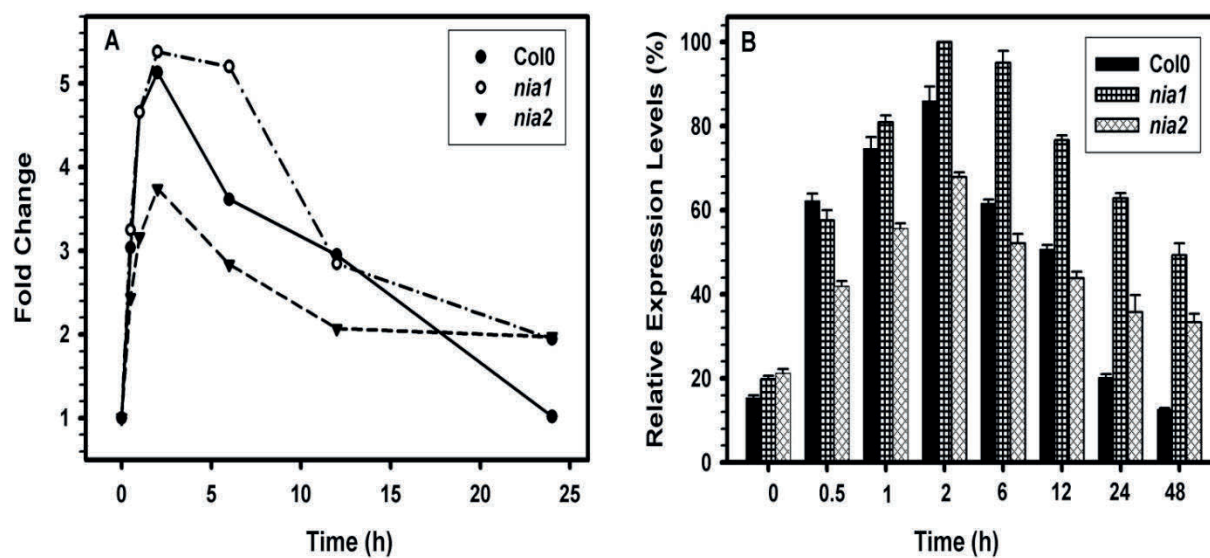 A
Col0
nia1
nia2
Fold Change
5
4
3
2
1
0 5 10 15 20 25
Time (h)
B
Col0
nia1
nia2
Relative Expression Levels (%)
100
80
60
40
20
0
0 0.5 1 2 6 12 24 48
Time (h)